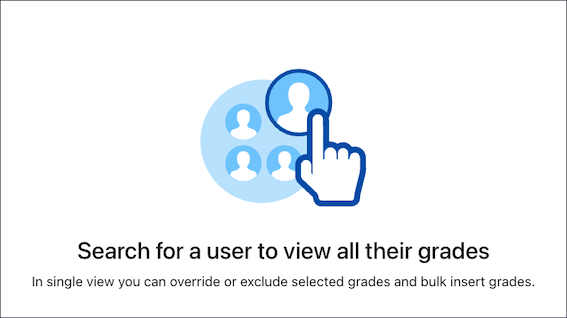 Search for a user to view all their grades
In single view you can override or exclude selected grades and bulk insert grades.